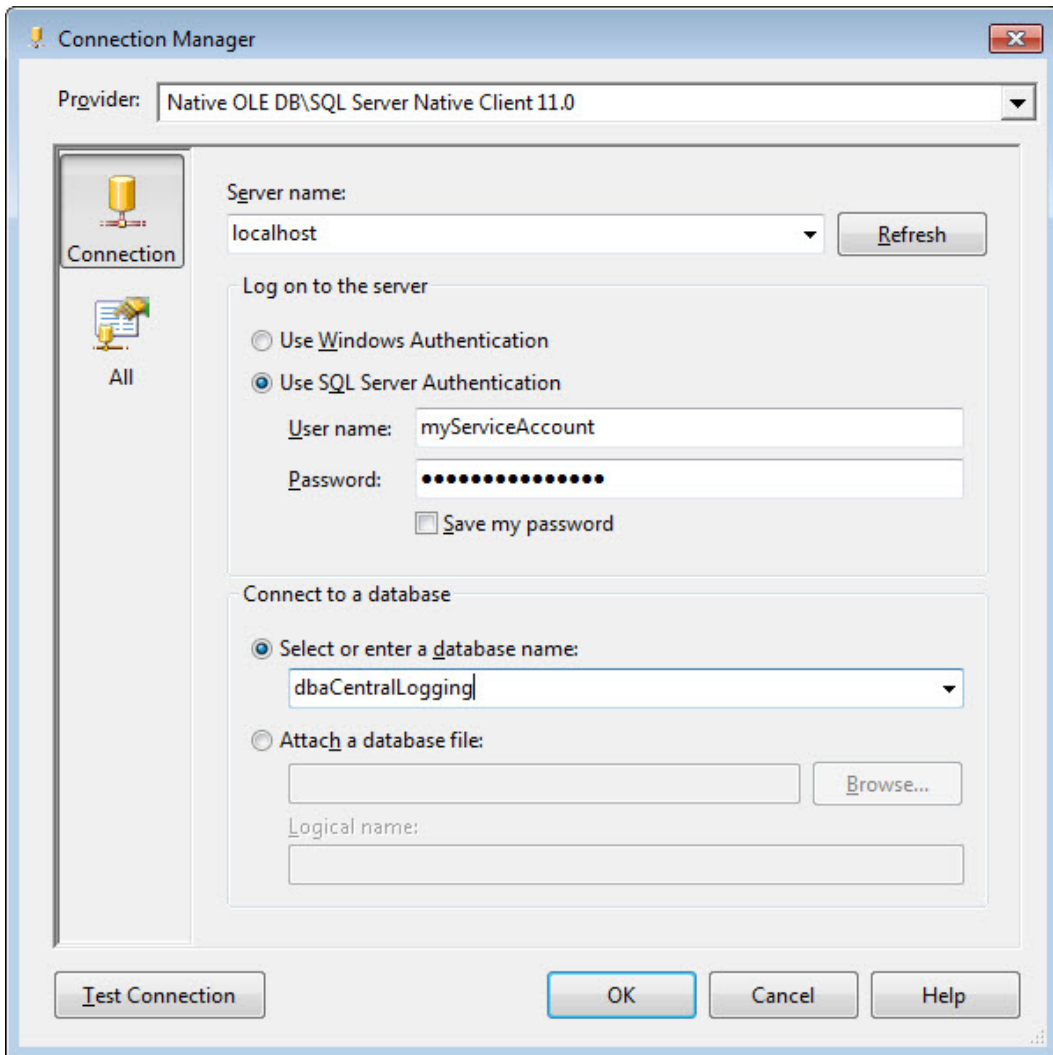 Connection Manager
Provider: Native OLE DB\SQL Server Native Client 11.0
Connection
All
Server name:
localhost Refresh
Log on to the server
Use Windows Authentication
Use SQL Server Authentication
User name: myServiceAccount
Password: •••••••••••••••
Save my password
Connect to a database
Select or enter a database name:
dbaCentralLogging
Attach a database file:
Browse...
Logical name:
Test Connection OK Cancel Help